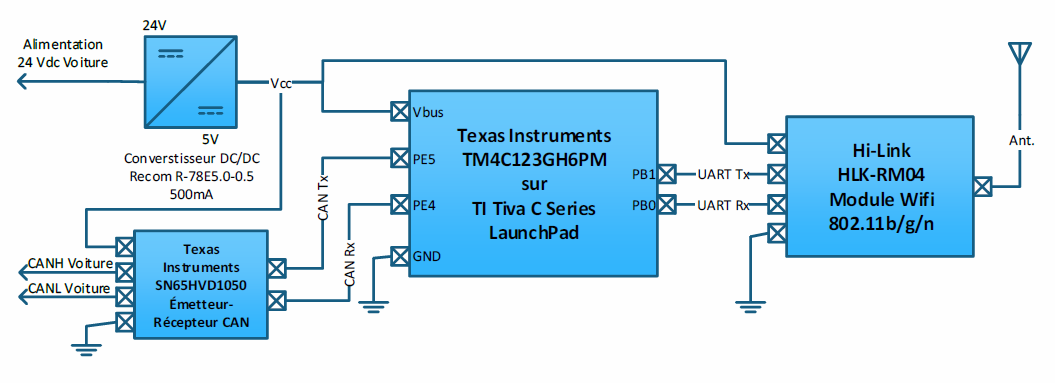 24V
Alimentation
24 Vdc Voiture
Vcc
5V
Converstisseur DC/DC
Recom R-78E5.0-0.5
500mA
Vbus
PE5
PE4
GND
Texas Instruments
TM4C123GH6PM
sur
TI Tiva C Series
LaunchPad
PB1
PB0
UART Tx
UART Rx
Hi-Link
HLK-RM04
Module Wifi
802.11b/g/n
Ant.
CAN Tx
CAN Rx
CANH Voiture
CANL Voiture
Texas
Instruments
SN65HVD1050
Émetteur-
Récepteur CAN